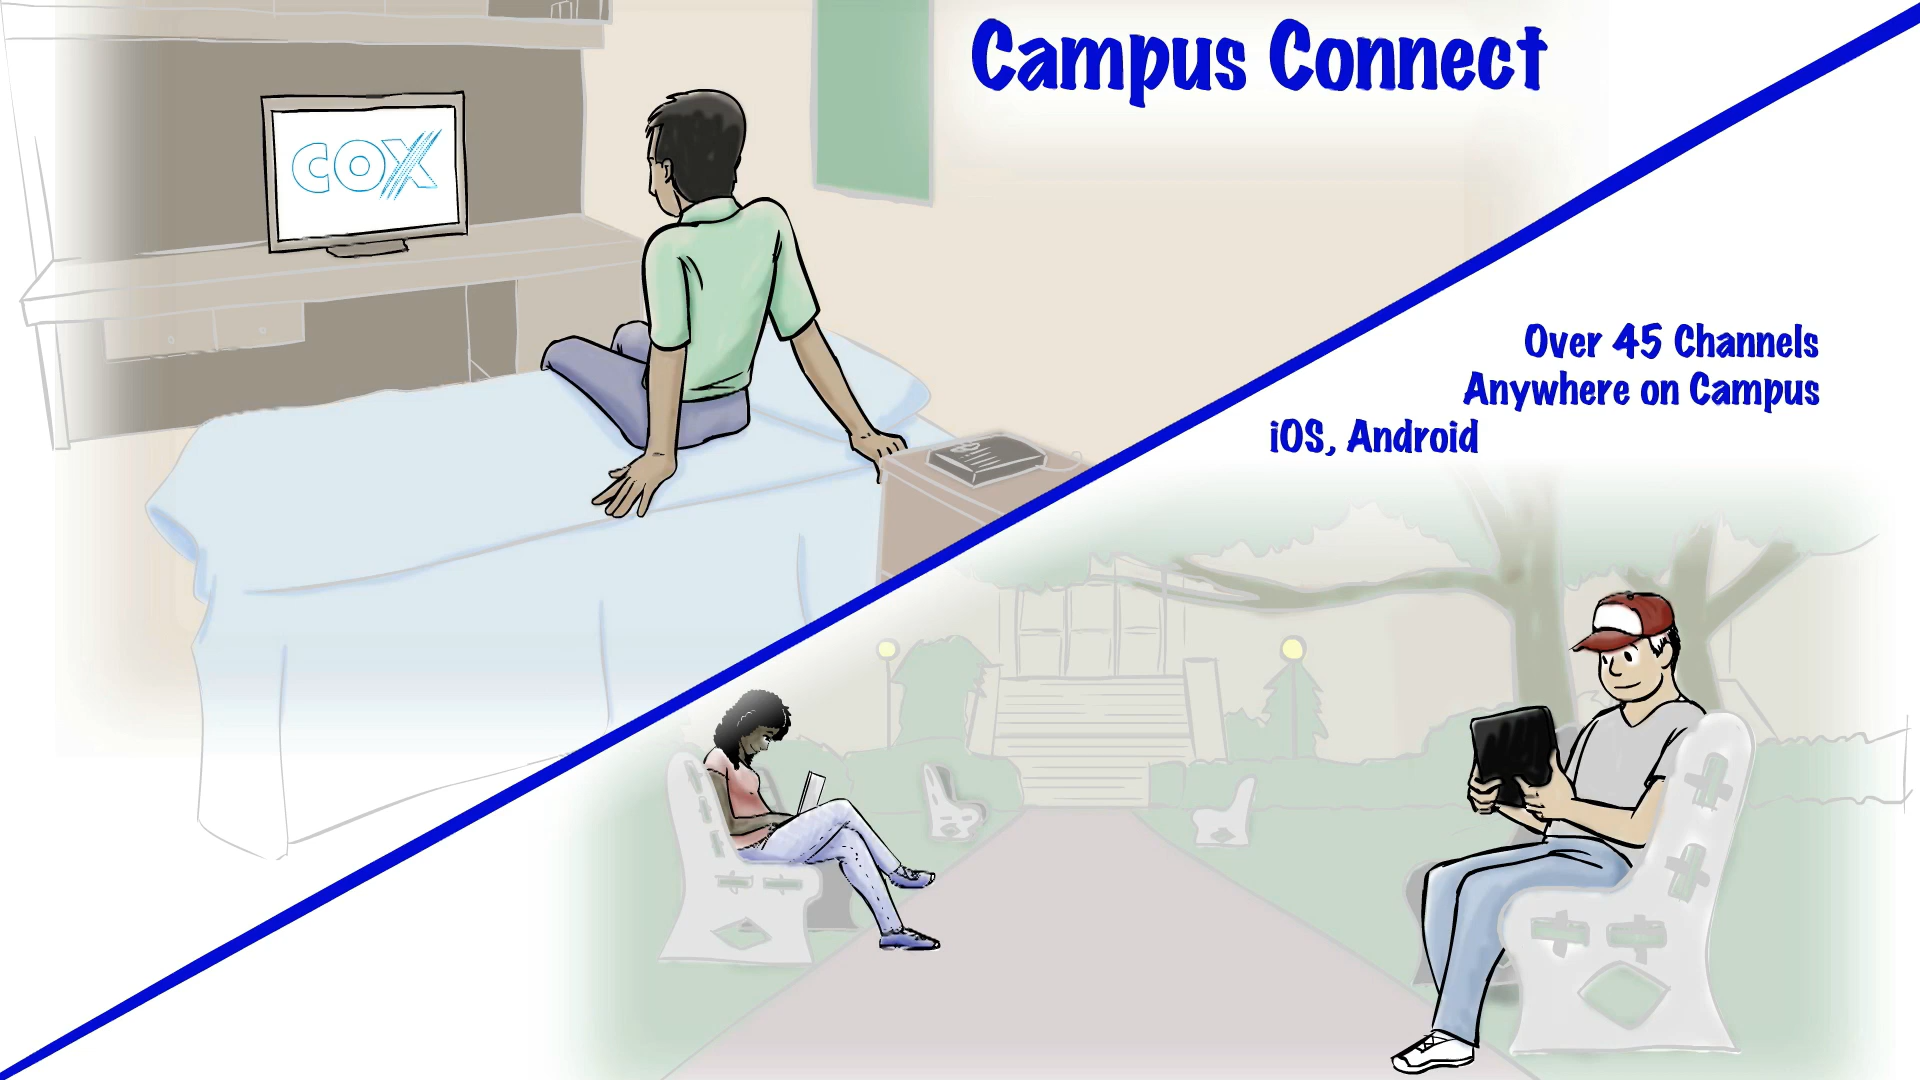 Campus Connect
COX
Over 45 Channels
Anywhere on Campus
iOS, Android